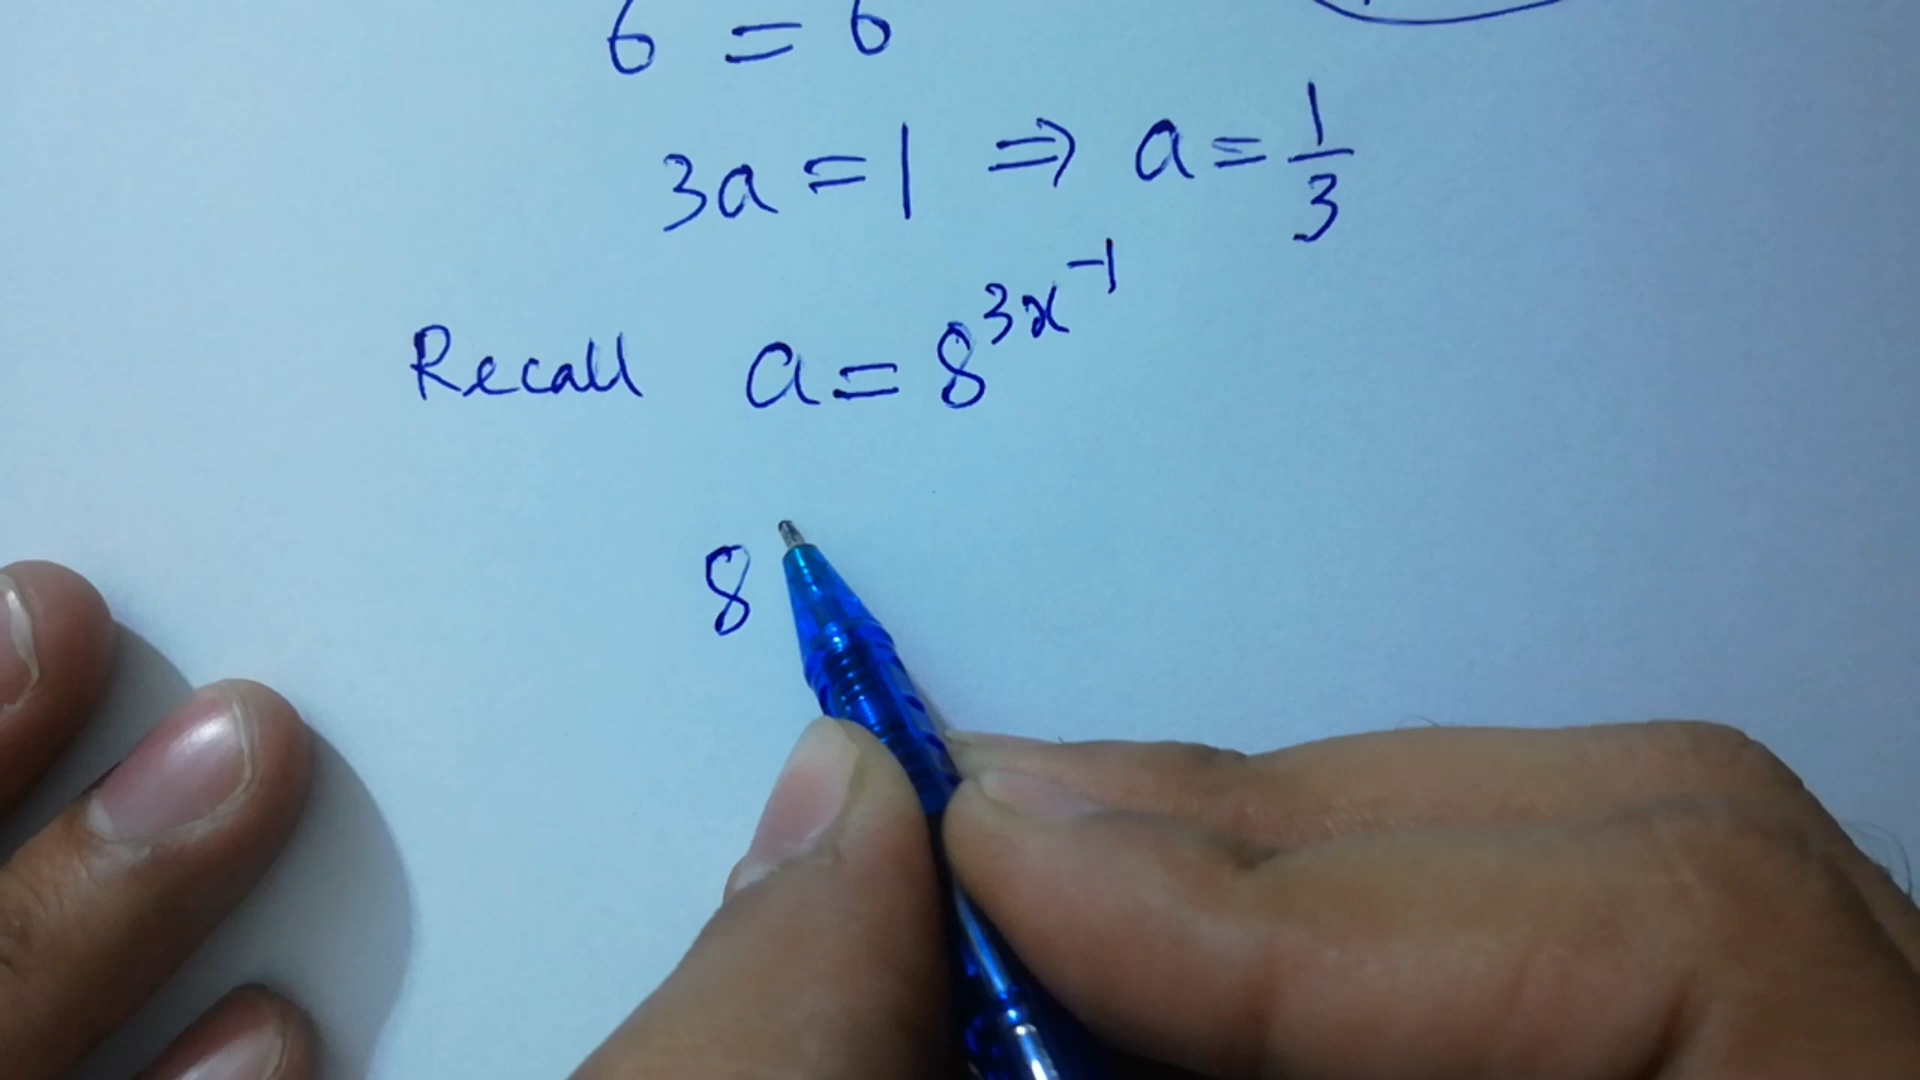 6 = 6
3a = 1 ⇒ a = 1/3
Recall a = 8^{3x^{-1}}
8